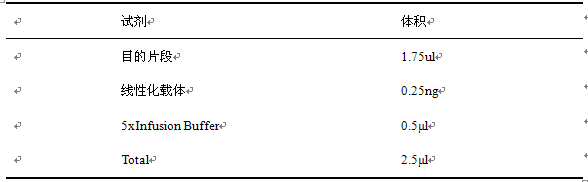 试剂 体积
目的片段 1.75ul
线性化载体 0.25ng
5xInfusion Buffer 0.5μl
Total 2.5μl